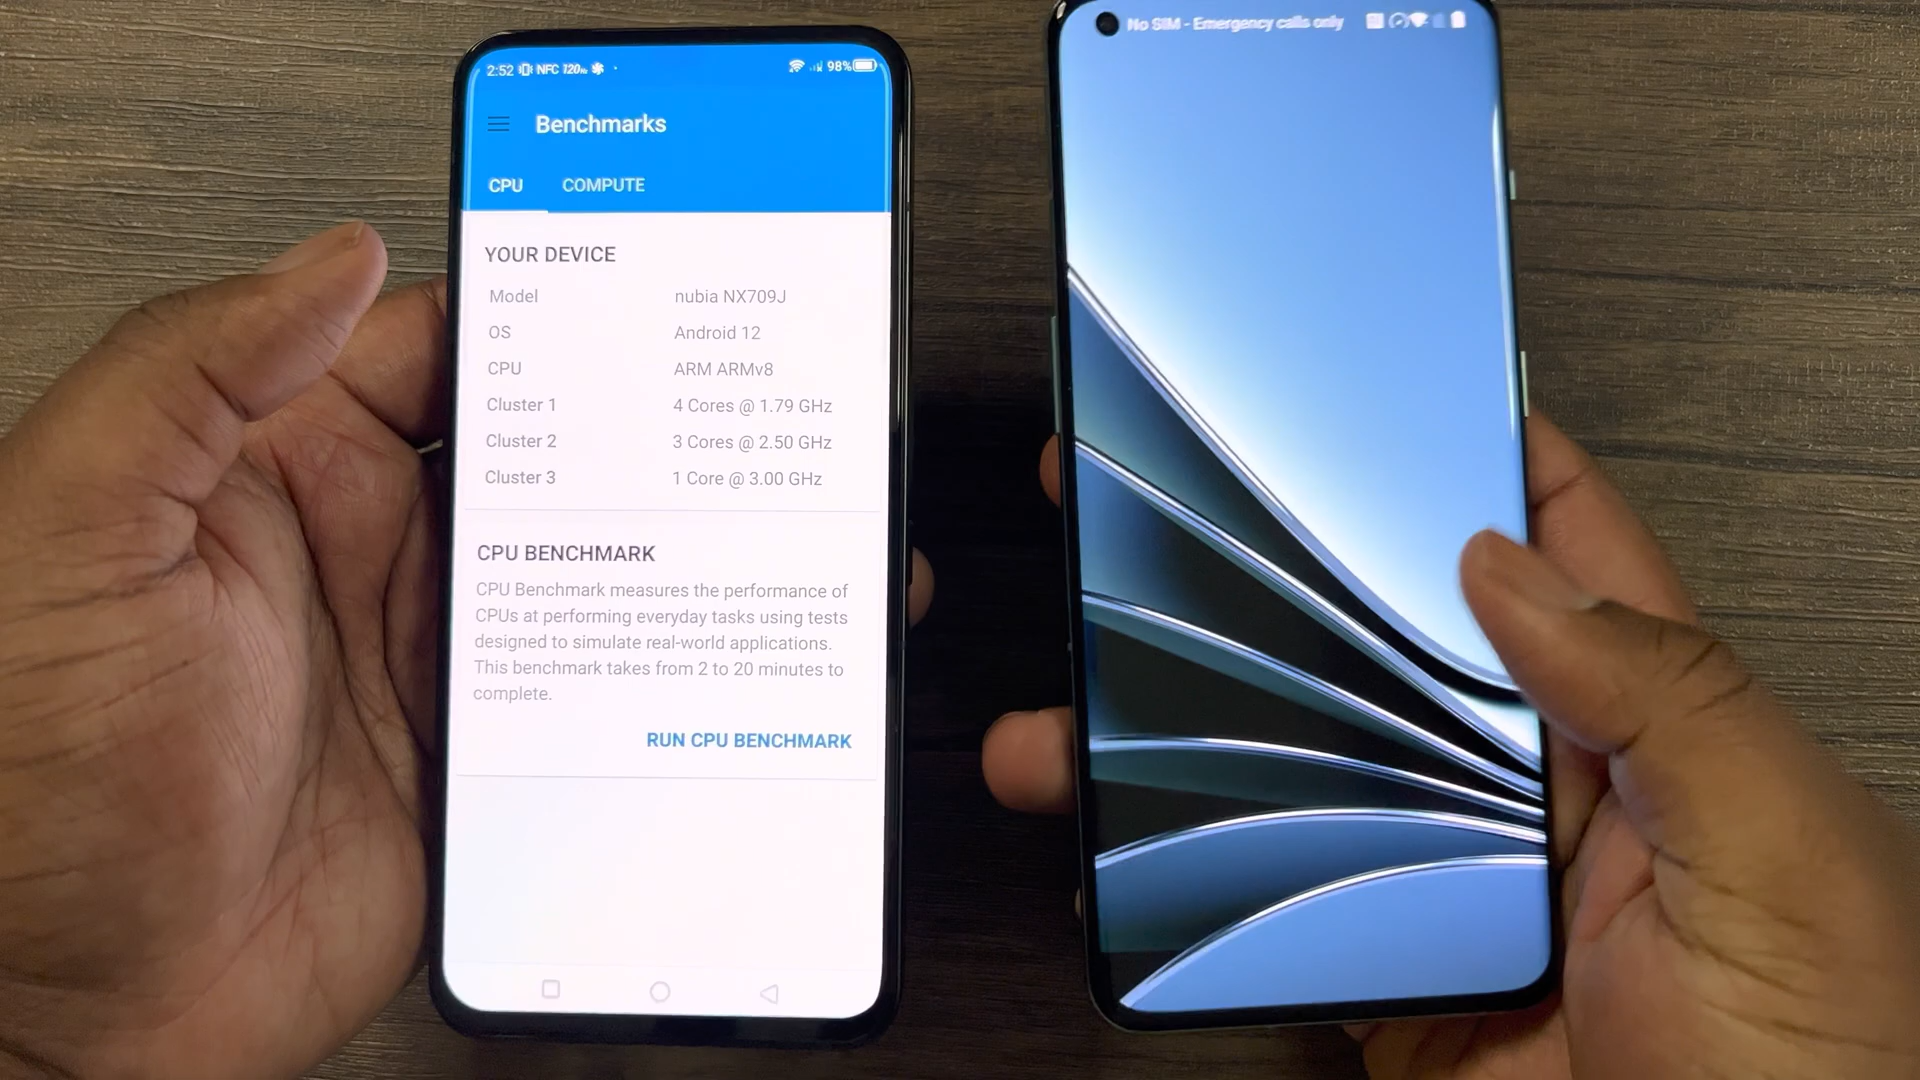 2:52 NFC 120Hz 98%
Benchmarks
CPU COMPUTE
YOUR DEVICE
Model nubia NX709J
OS Android 12
CPU ARM ARMv8
Cluster 1 4 Cores @ 1.79 GHz
Cluster 2 3 Cores @ 2.50 GHz
Cluster 3 1 Core @ 3.00 GHz
CPU BENCHMARK
CPU Benchmark measures the performance of
CPUs at performing everyday tasks using tests
designed to simulate real-world applications.
This benchmark takes from 2 to 20 minutes to
complete.
RUN CPU BENCHMARK
No SIM - Emergency calls only